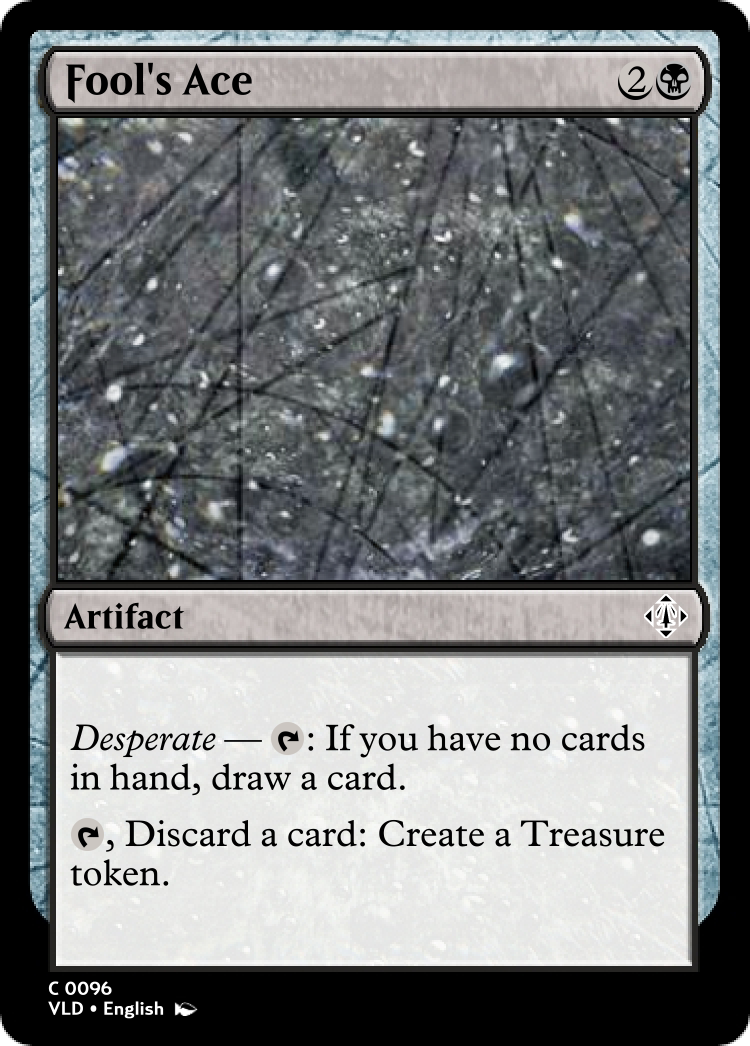 Fool's Ace 2
Artifact
Desperate — : If you have no cards
in hand, draw a card.
, Discard a card: Create a Treasure
token.
C 0096
VLD • English